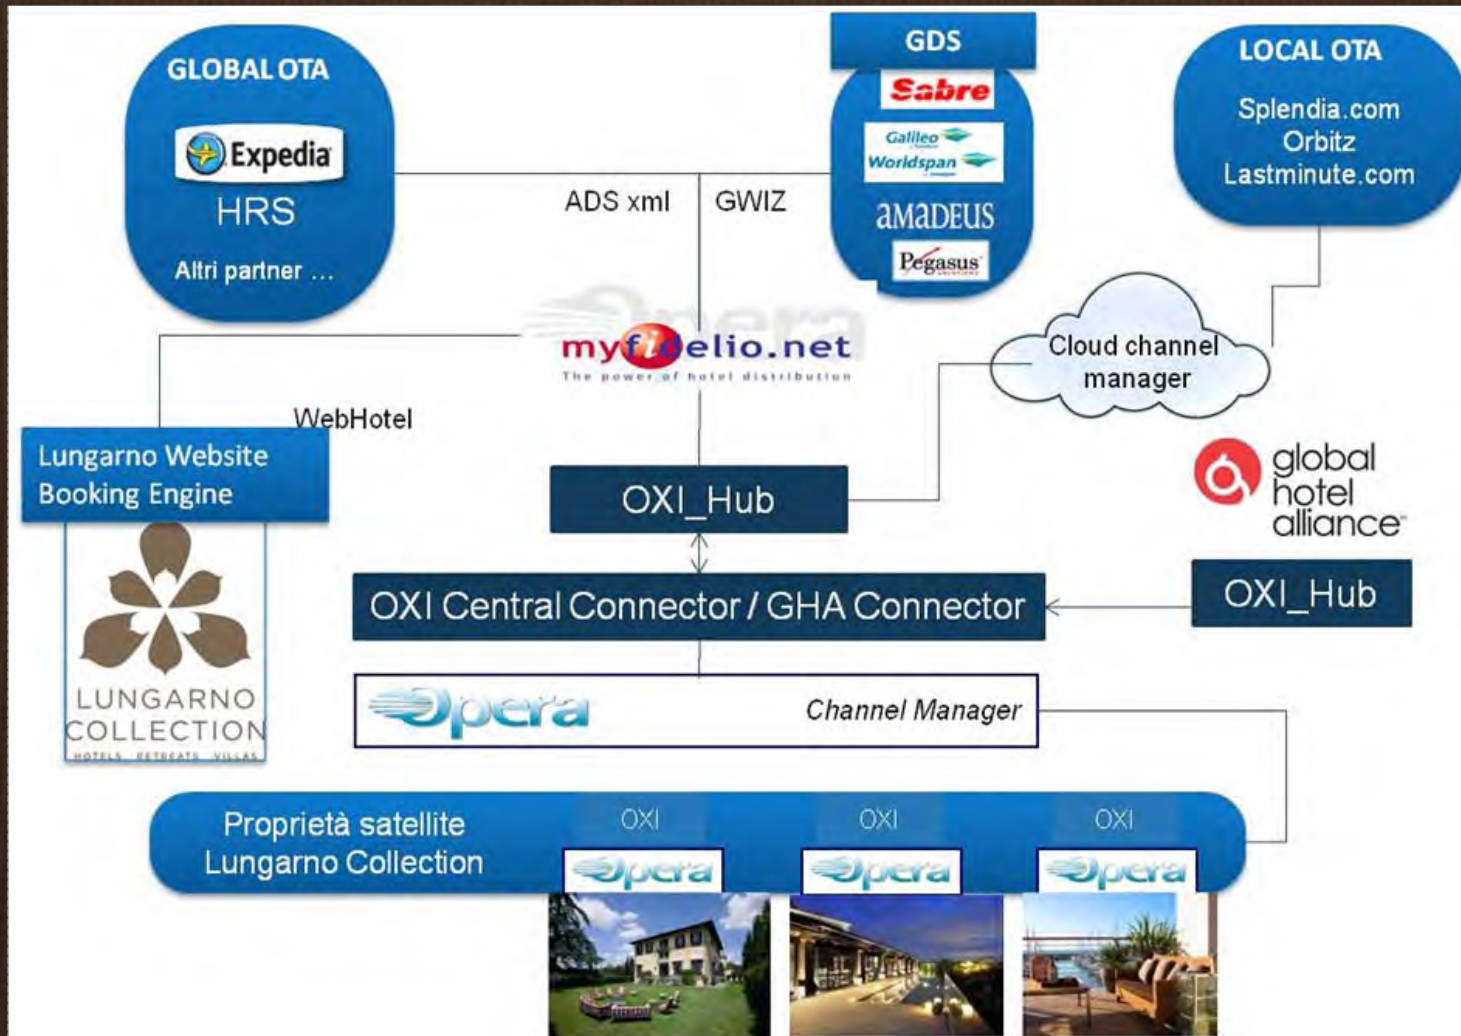 GLOBAL OTA
Expedia
HRS
Altri partner ...
GDS
Sabre
Galileo
Worldspan
AMADEUS
Pegasus
SOLUTIONS
LOCAL OTA
Splendia.com
Orbitz
Lastminute.com
ADS xml
GWIZ
Opera
myfidelio.net
The power of hotel distribution
Cloud channel
manager
WebHotel
Lungarno Website
Booking Engine
LUNGARNO
COLLECTION
HOTELS RETREATS VILLAS
OXI_Hub
global
hotel
alliance
OXI Central Connector / GHA Connector
OXI_Hub
Opera
Channel Manager
Proprietà satellite
Lungarno Collection
OXI
OXI
OXI
Opera
Opera
Opera